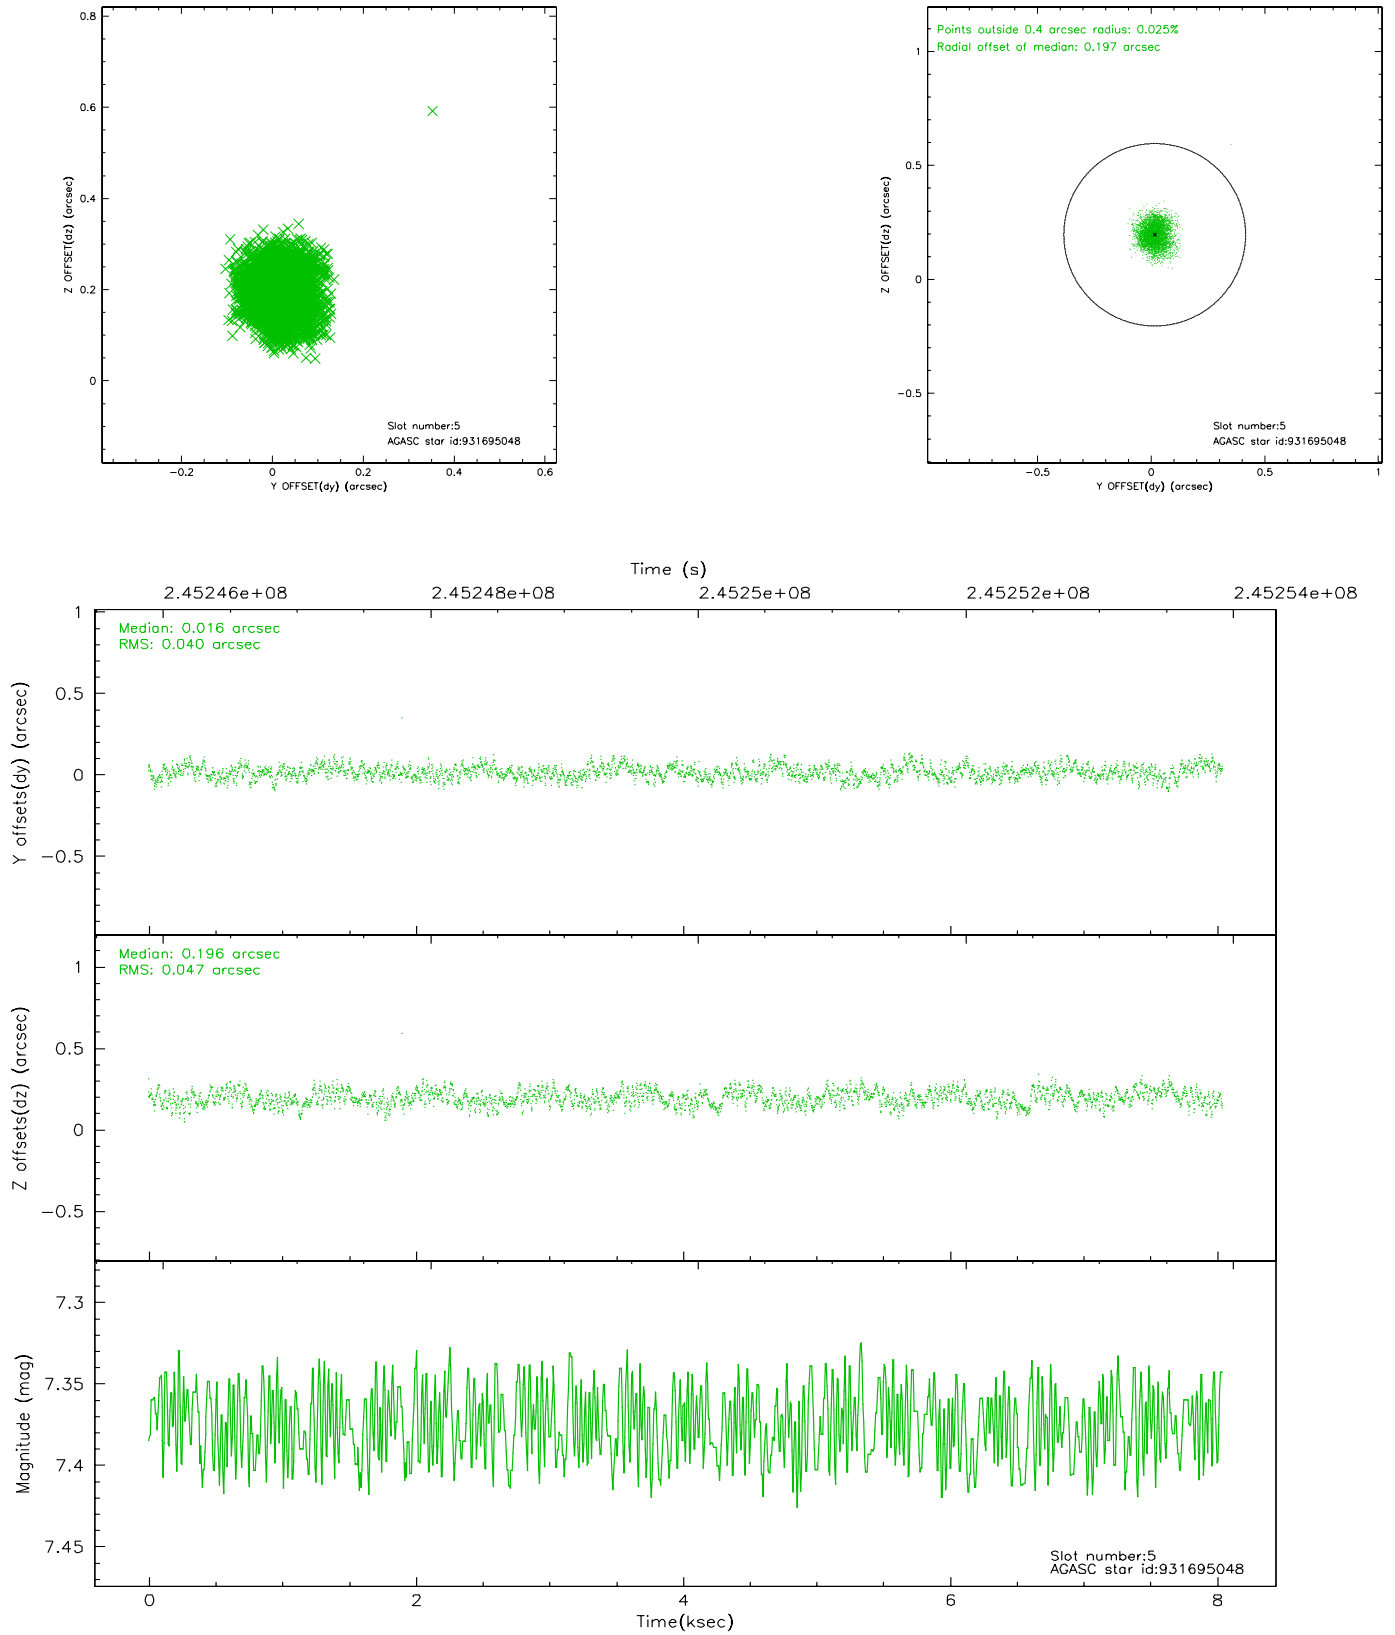 0.8
0.6
0.4
0.2
0
Z OFFSET(dz) (arcsec)
−0.2 0 0.2 0.4 0.6
Y OFFSET(dy) (arcsec)
Slot number:5
AGASC star id:931695048
Points outside 0.4 arcsec radius: 0.025%
Radial offset of median: 0.197 arcsec
1
0.5
0
−0.5
Z OFFSET(dz) (arcsec)
−0.5 0 0.5 1
Y OFFSET(dy) (arcsec)
Slot number:5
AGASC star id:931695048
Time (s)
2.45246e+08 2.45248e+08 2.4525e+08 2.45252e+08 2.45254e+08
Median: 0.016 arcsec
RMS: 0.040 arcsec
1
0.5
0
−0.5
Y offsets(dy) (arcsec)
Median: 0.196 arcsec
RMS: 0.047 arcsec
1
0.5
0
−0.5
Z offsets(dz) (arcsec)
7.3
7.35
7.4
7.45
Magnitude (mag)
Slot number:5
AGASC star id:931695048
0 2 4 6 8
Time(ksec)